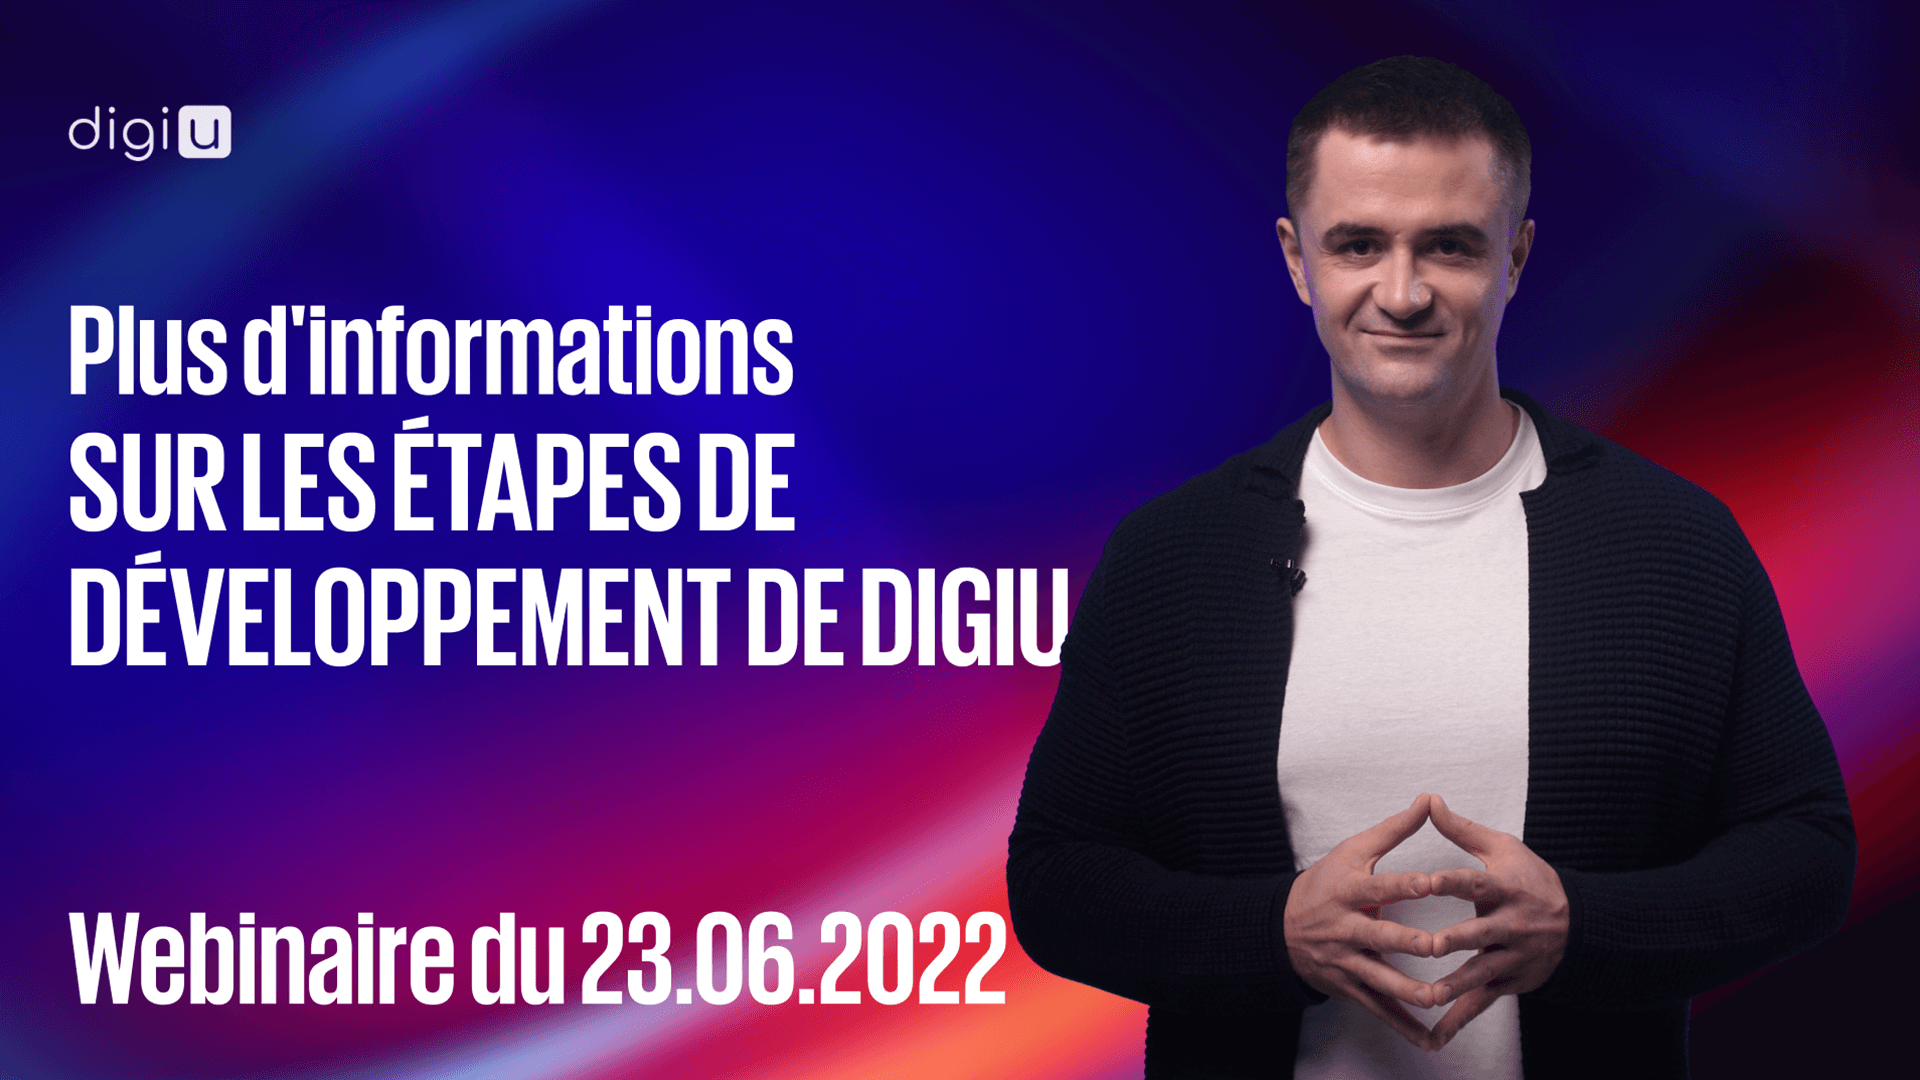 digiu
Plus d'informations
SUR LES ÉTAPES DE
DÉVELOPPEMENT DE DIGIU
Webinaire du 23.06.2022